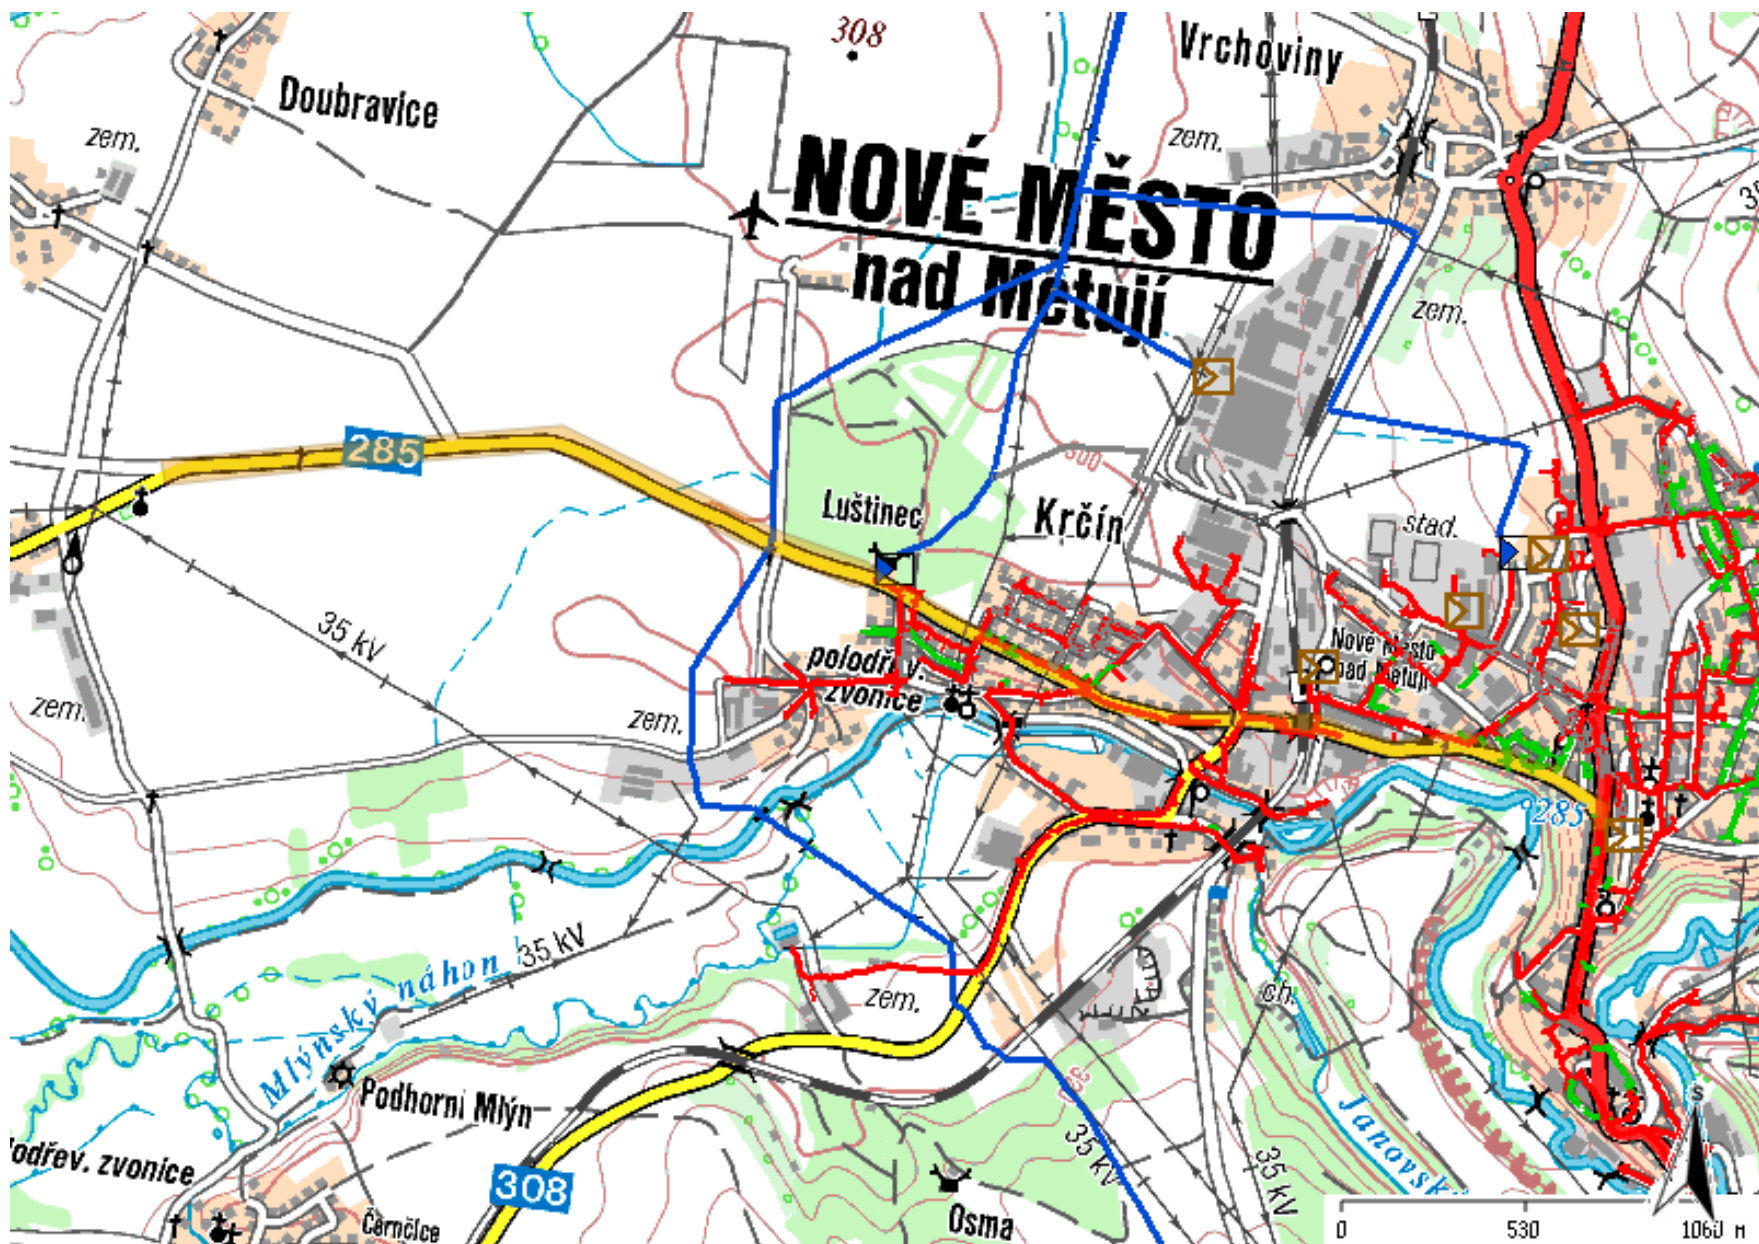 308
Vrchoviny
Doubravice
zem.
zem.
NOVÉ MĚSTO
nad Metují
zem.
285
300
Luštinec
Krčín
stad.
35 kV
polodřev.
zvonice
Nové Město
nad Metují
zem.
zem.
285
35 kV
Mlýnský náhon
zem.
ch.
Podhorní Mlýn
35 kV
35 kV
Janovský
S
odřev. zvonice
308
Černčice
Osma
0 530 1060 M